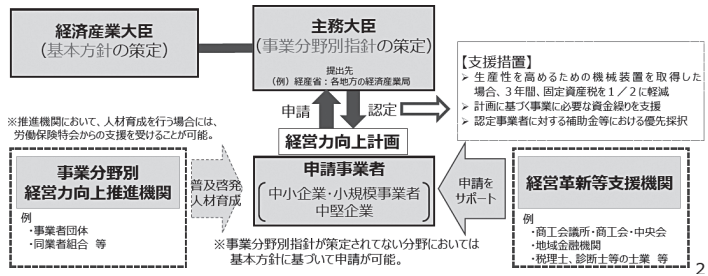 経済産業大臣
(基本方針の策定)
主務大臣
(事業分野別指針の策定)
提出先
(例)経産省:各地方の経済産業局
【支援措置】
➢ 生産性を高めるための機械装置を取得した
場合、3年間、固定資産税を1/2に軽減
➢ 計画に基づく事業に必要な資金繰りを支援
➢ 認定事業者に対する補助金等における優先採択
申請
認定
※推進機関において、人材育成を行う場合には、
労働保険特会からの支援を受けることが可能。
経営力向上計画
事業分野別
経営力向上推進機関
例
・事業者団体
・同業者組合 等
普及啓発
人材育成
申請事業者
中小企業・小規模事業者
中堅企業
申請を
サポート
経営革新等支援機関
例
・商工会議所・商工会・中央会
・地域金融機関
・税理士、診断士等の士業 等
※事業分野別指針が策定されてない分野においては
基本方針に基づいて申請が可能。
2